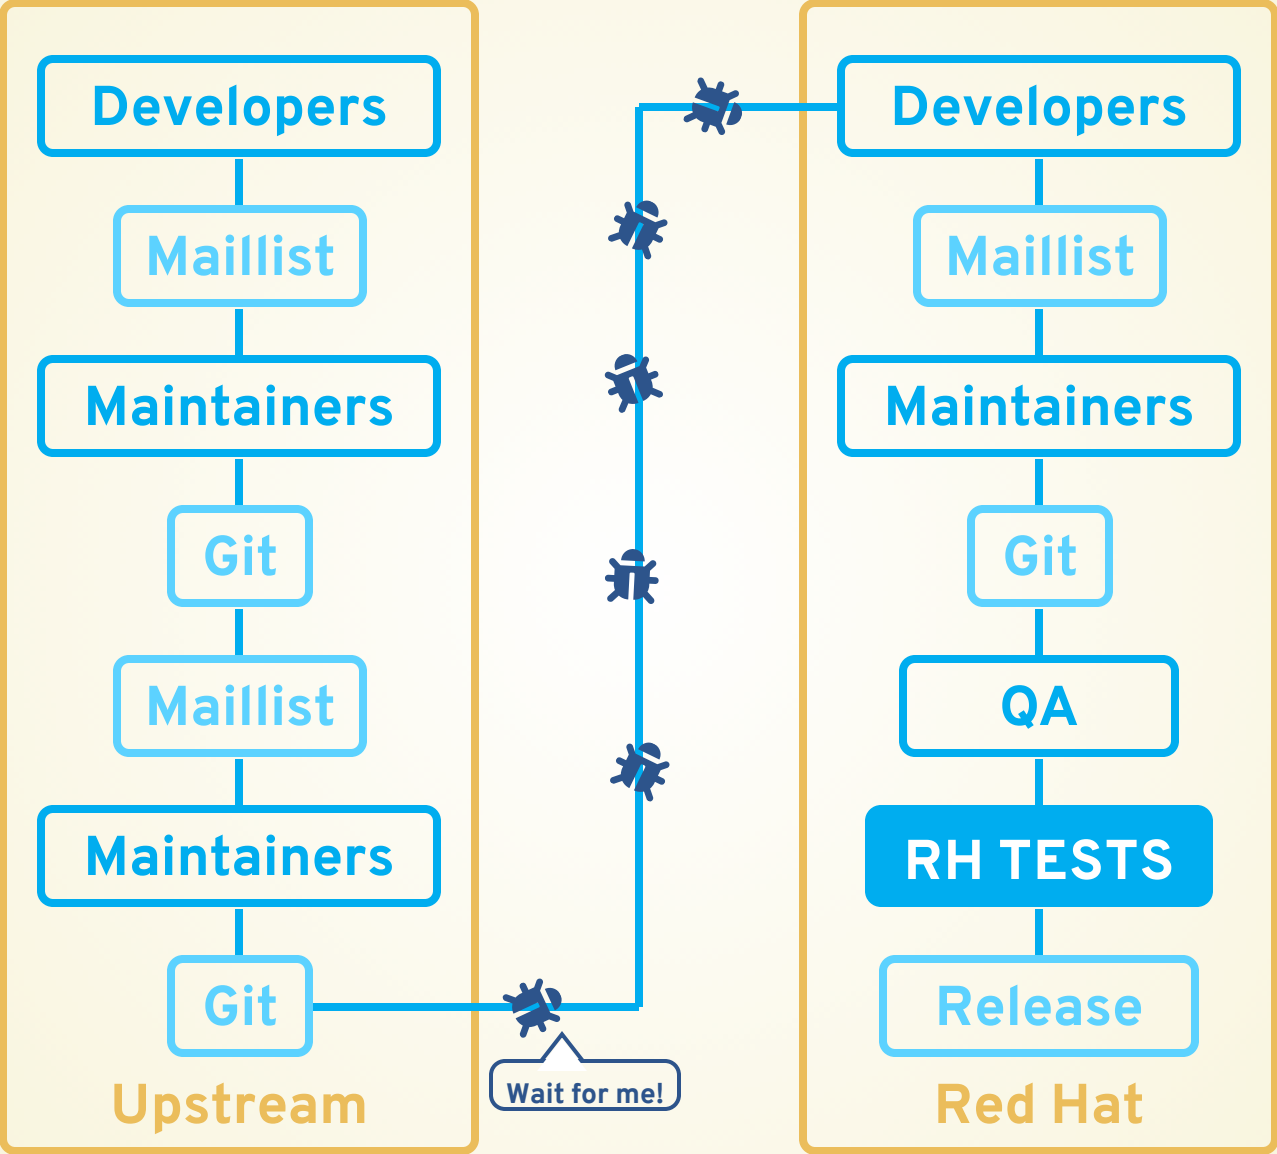 Developers
Maillist
Maintainers
Git
Maillist
Maintainers
Git
Upstream
Wait for me!
Developers
Maillist
Maintainers
Git
QA
RH TESTS
Release
Red Hat